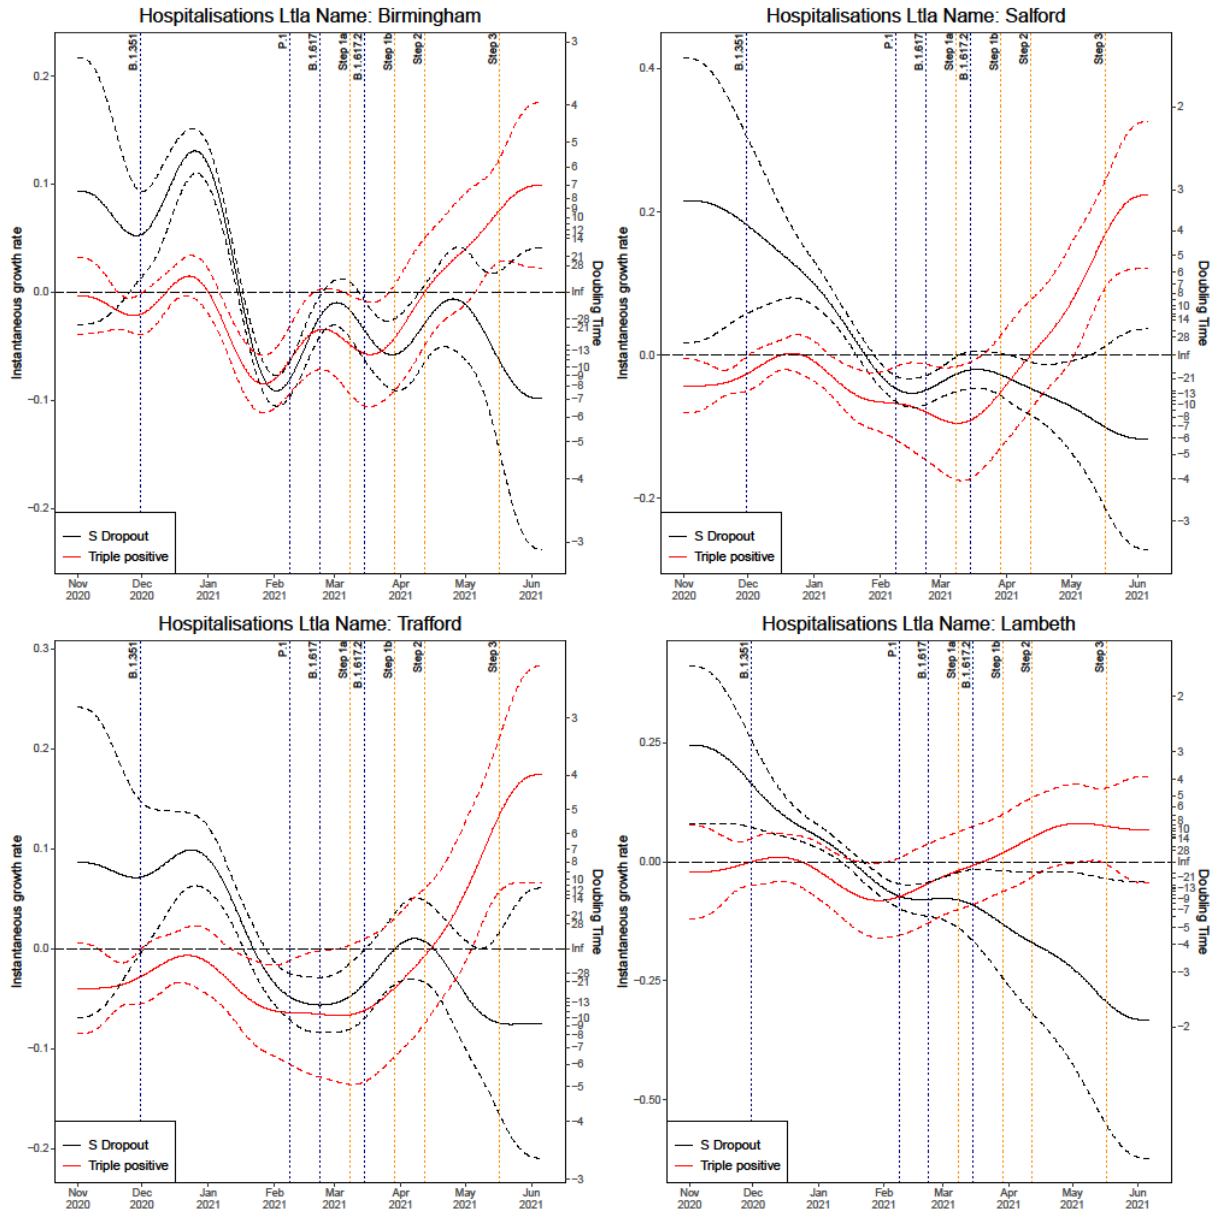 Hospitalisations Ltla Name: Birmingham
B.1.351
P.1
B.1.617
Step 1a
B.1.617.2
Step 1b
Step 2
Step 3
Instantaneous growth rate
0.2
0.1
0.0
−0.1
−0.2
Doubling Time
3
4
5
6
7
8
9
10
12
14
21
28
Inf
−28
−21
−13
−10
−9
−8
−7
−6
−5
−4
−3
S Dropout
Triple positive
Nov Dec Jan Feb Mar Apr May Jun
2020 2020 2021 2021 2021 2021 2021 2021
Hospitalisations Ltla Name: Salford
B.1.351
P.1
B.1.617
Step 1a
B.1.617.2
Step 1b
Step 2
Step 3
Instantaneous growth rate
0.4
0.2
0.0
−0.2
Doubling Time
2
3
4
5
6
7
8
14
28
Inf
−21
−13
−10
−8
−7
−6
−5
−4
−3
S Dropout
Triple positive
Nov Dec Jan Feb Mar Apr May Jun
2020 2020 2021 2021 2021 2021 2021 2021
Hospitalisations Ltla Name: Trafford
B.1.351
P.1
B.1.617
Step 1a
B.1.617.2
Step 1b
Step 2
Step 3
Instantaneous growth rate
0.3
0.2
0.1
0.0
−0.1
−0.2
Doubling Time
3
4
5
6
7
8
10
12
14
21
28
Inf
−28
−21
−13
−10
−9
−8
−7
−6
−5
−4
−3
S Dropout
Triple positive
Nov Dec Jan Feb Mar Apr May Jun
2020 2020 2021 2021 2021 2021 2021 2021
Hospitalisations Ltla Name: Lambeth
B.1.351
P.1
B.1.617
Step 1a
B.1.617.2
Step 1b
Step 2
Step 3
Instantaneous growth rate
0.25
0.00
−0.25
−0.50
Doubling Time
2
3
4
5
6
8
10
14
28
Inf
−21
−13
−9
−7
−5
−4
−3
−2
S Dropout
Triple positive
Nov Dec Jan Feb Mar Apr May Jun
2020 2020 2021 2021 2021 2021 2021 2021